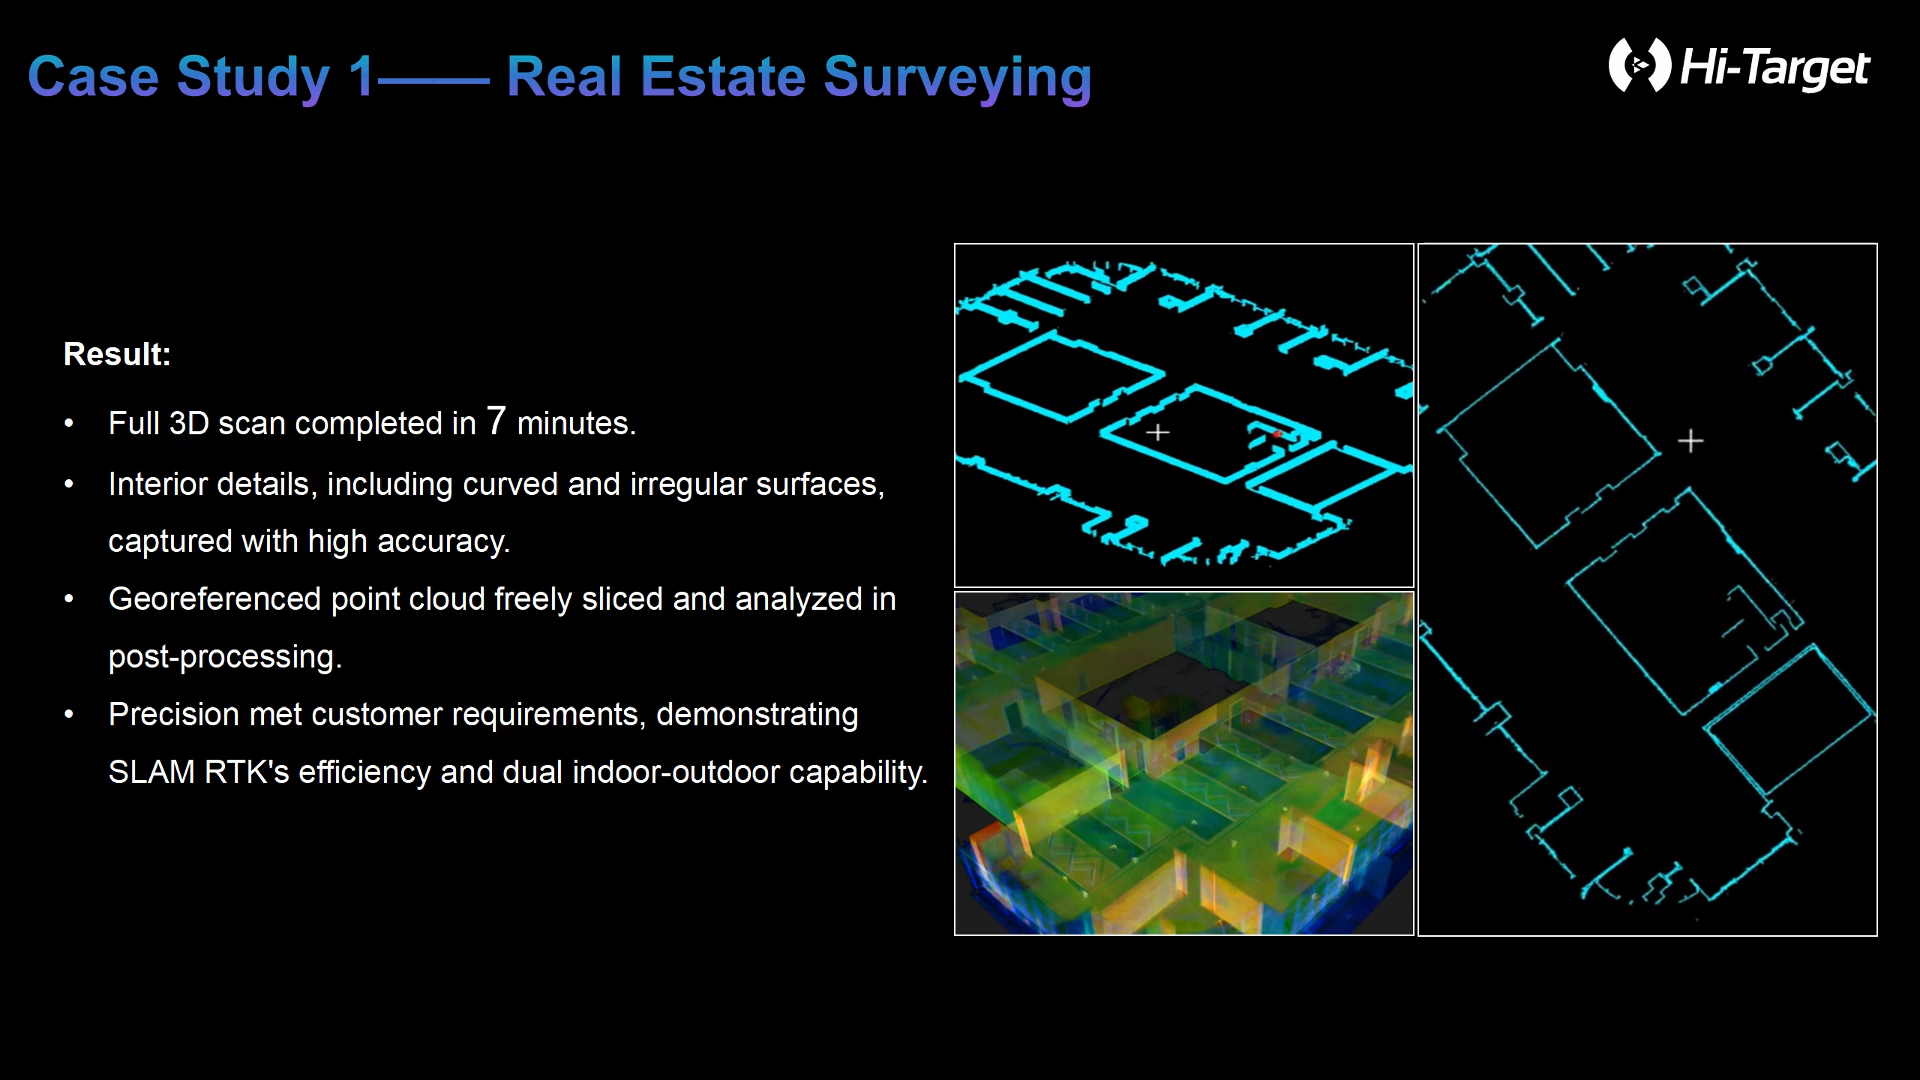 Case Study 1—— Real Estate Surveying
Hi-Target
Result:
• Full 3D scan completed in 7 minutes.
• Interior details, including curved and irregular surfaces,
captured with high accuracy.
• Georeferenced point cloud freely sliced and analyzed in
post-processing.
• Precision met customer requirements, demonstrating
SLAM RTK's efficiency and dual indoor-outdoor capability.